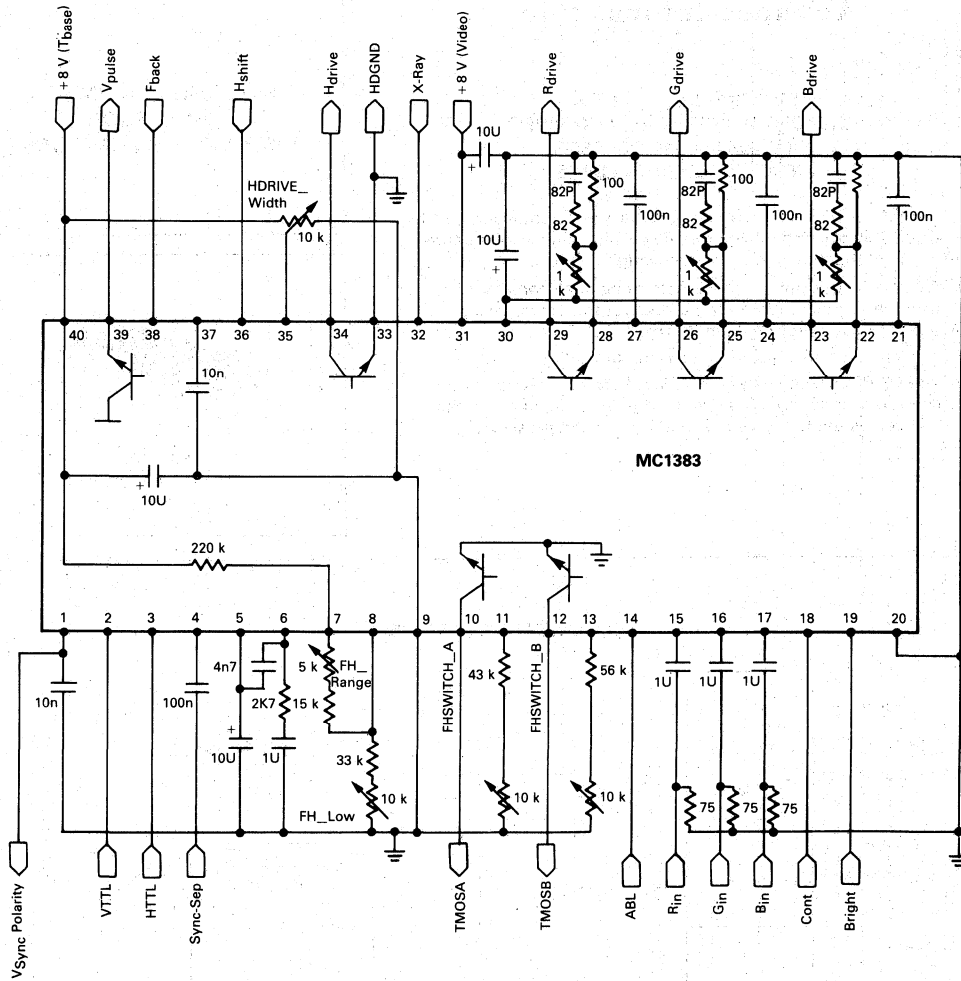 +8 V (Tbase)
Vpulse
Fback
Hshift
Hdrive
HDGND
X-Ray
+8 V (Video)
Rdrive
Gdrive
Bdrive
10U
+
HDRIVE_
Width
10 k
10U
+
82P
100
82
1
k
100n
82P
100
82
1
k
100n
82P
82
1
k
100n
40
39
38
37
36
35
34
33
32
31
30
29
28
27
26
25
24
23
22
21
10n
MC1383
+
10U
220 k
1
2
3
4
5
6
7
8
9
10
11
12
13
14
15
16
17
18
19
20
10n
100n
4n7
2K7
+
10U
1U
5 k
FH_
Range
15 k
33 k
10 k
FH_Low
FHSWITCH_A
43 k
10 k
FHSWITCH_B
56 k
10 k
1U
1U
1U
75
75
75
VSync Polarity
VTTL
HTTL
Sync-Sep
TMOSA
TMOSB
ABL
Rin
Gin
Bin
Cont
Bright